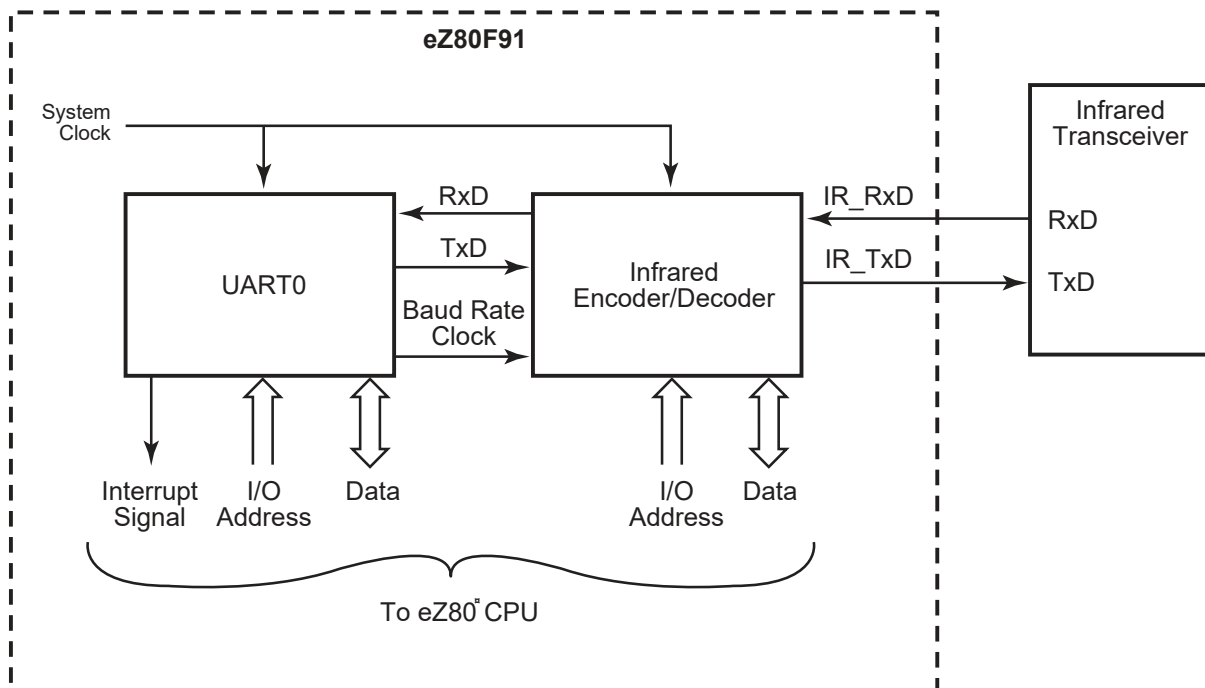 eZ80F91
System
Clock
Infrared
Transceiver
RxD
TxD
UART0
RxD
TxD
Baud Rate
Clock
Infrared
Encoder/Decoder
IR_RxD
IR_TxD
Interrupt
Signal
I/O
Address
Data
I/O
Address
Data
To eZ80¤ CPU